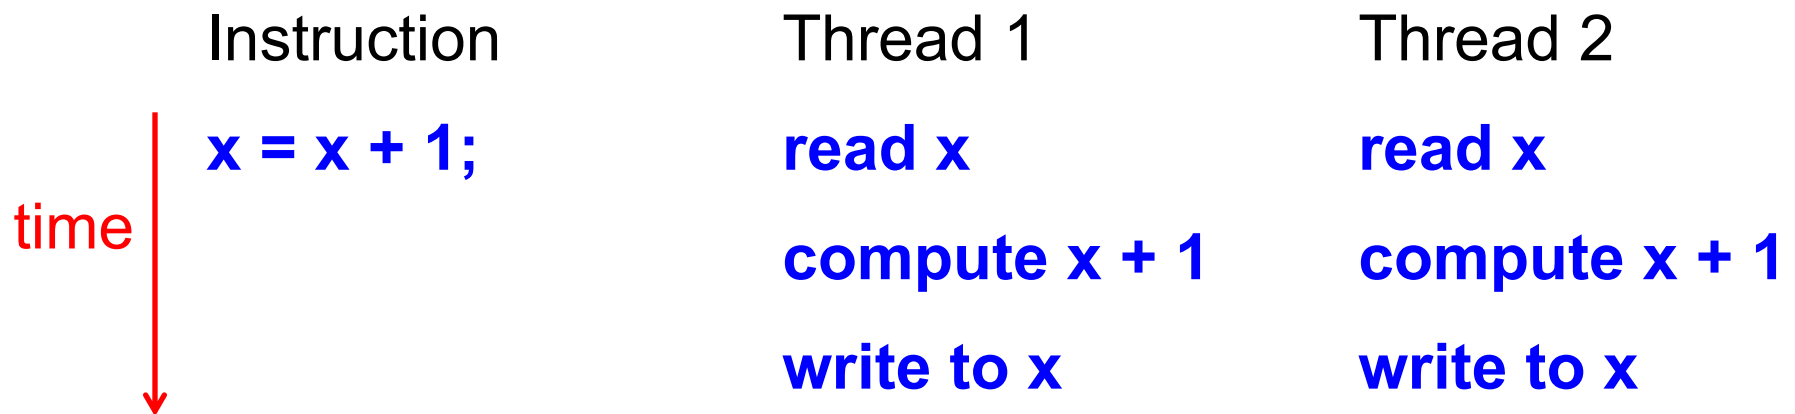 Instruction Thread 1 Thread 2
x = x + 1; read x read x
time
compute x + 1 compute x + 1
write to x write to x